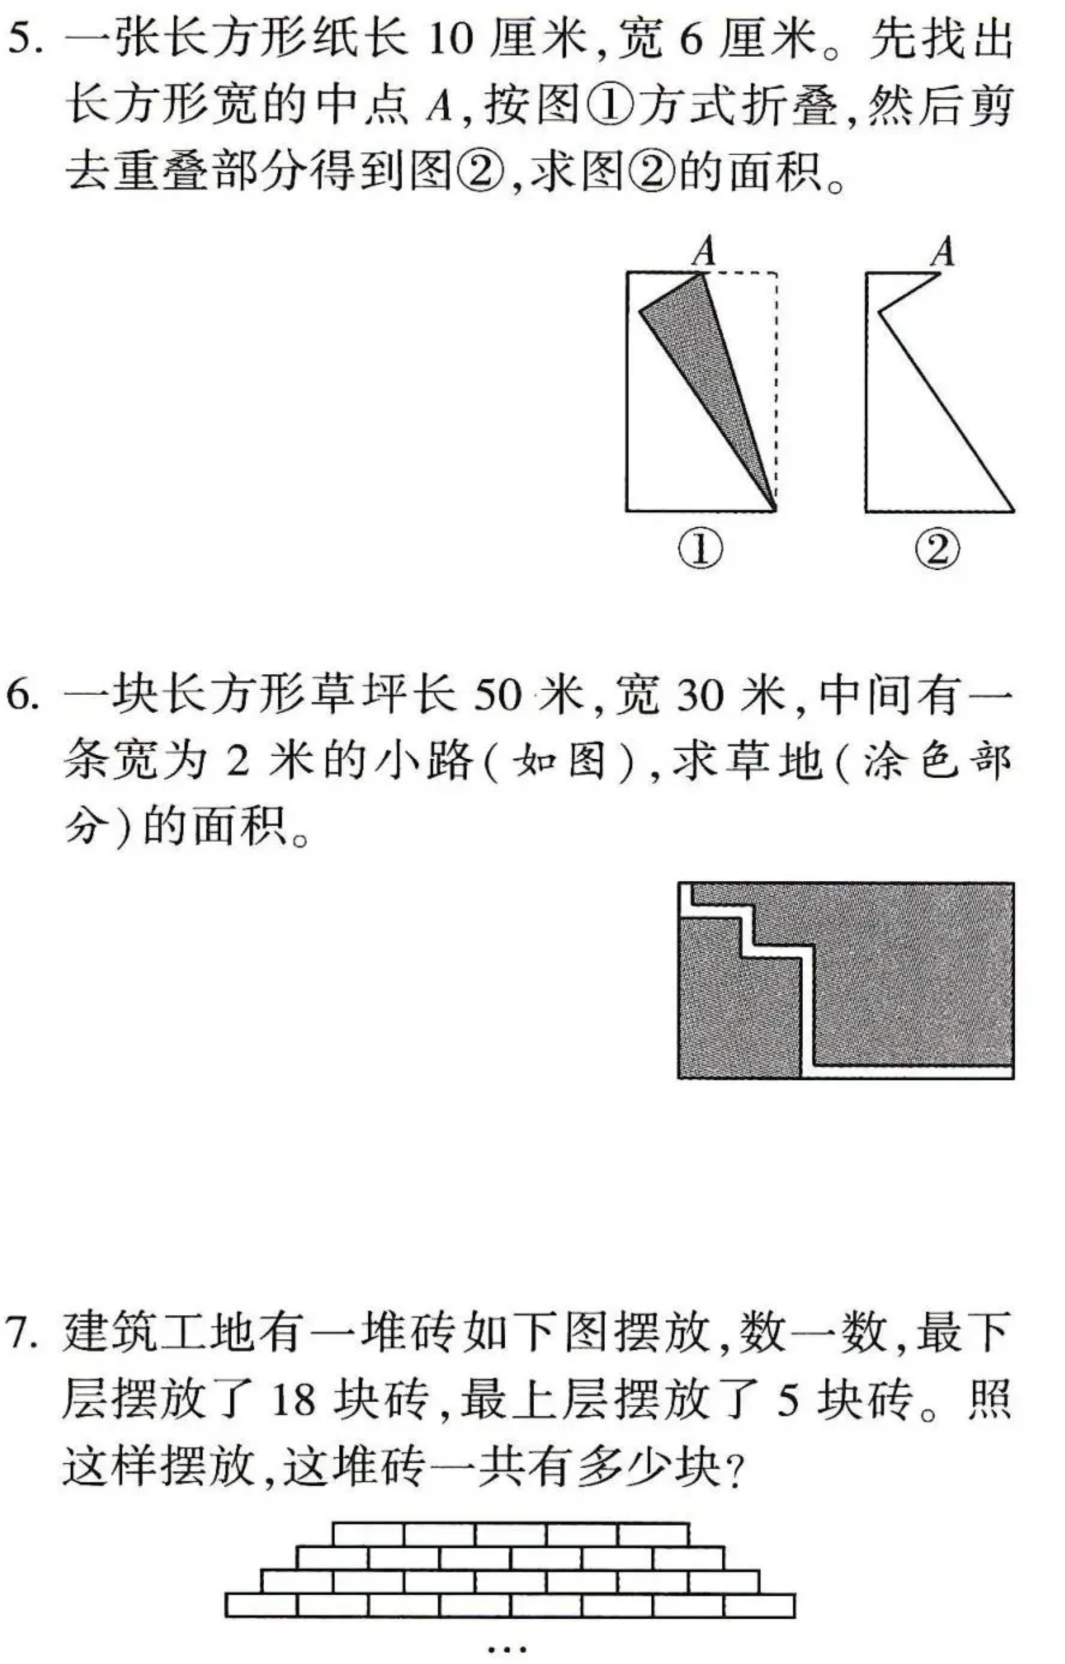 5. 一张长方形纸长 10 厘米,宽 6 厘米。先找出
长方形宽的中点 A,按图①方式折叠,然后剪
去重叠部分得到图②,求图②的面积。
A A
① ②
6. 一块长方形草坪长 50 米,宽 30 米,中间有一
条宽为 2 米的小路(如图),求草地(涂色部
分)的面积。
7. 建筑工地有一堆砖如下图摆放,数一数,最下
层摆放了 18 块砖,最上层摆放了 5 块砖。照
这样摆放,这堆砖一共有多少块?
…